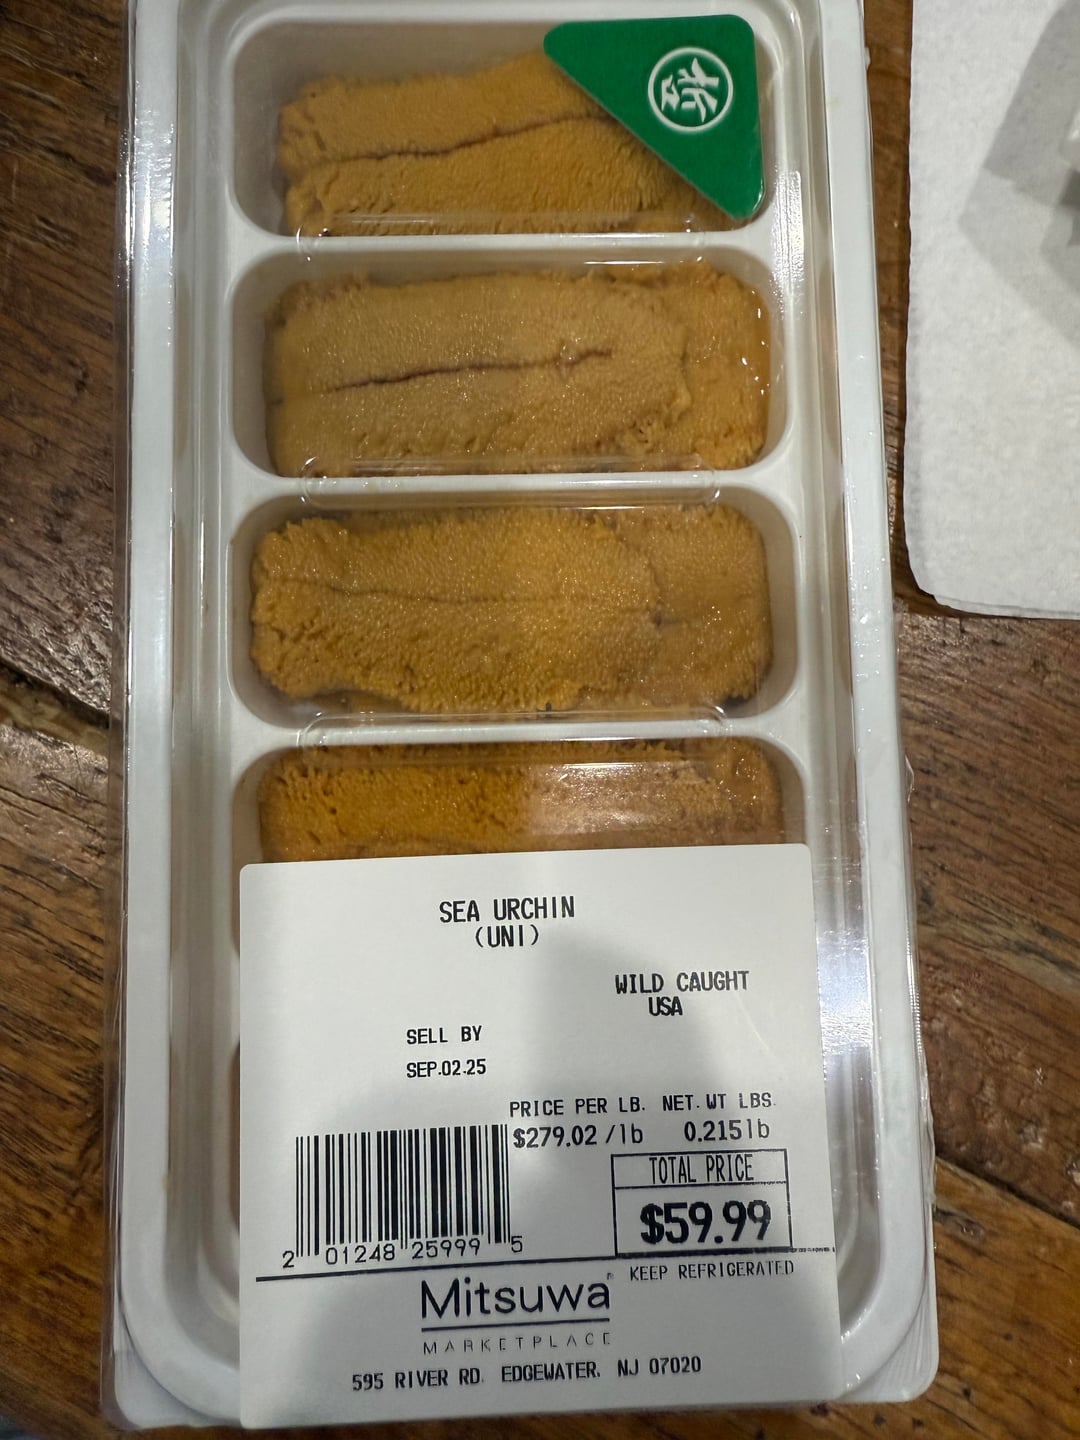 SEA URCHIN
(UNI)
WILD CAUGHT
USA
SELL BY
SEP.02.25
PRICE PER LB. NET.WT LBS.
$279.02/lb 0.215lb
TOTAL PRICE
$59.99
2 01248 25999 5
KEEP REFRIGERATED
Mitsuwa
MARKETPLACE
595 RIVER RD. EDGEWATER, NJ 07020